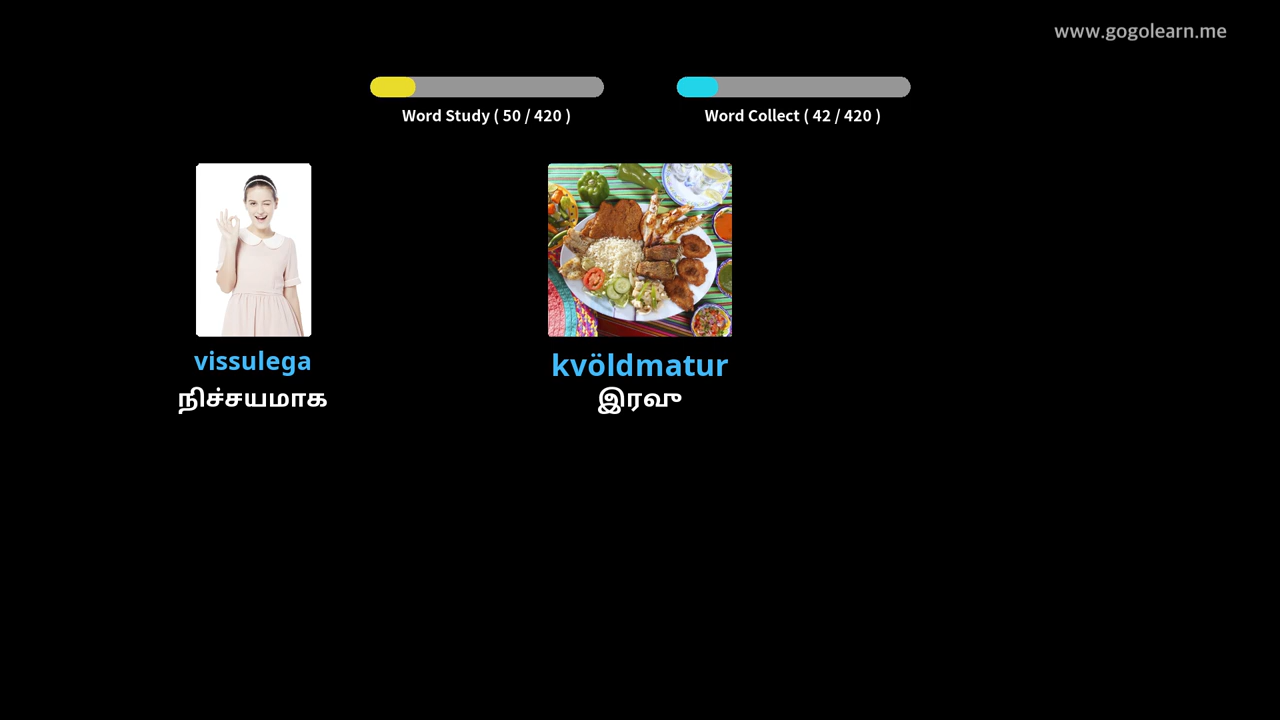 www.gogolearn.me
Word Study ( 50 / 420 )
Word Collect ( 42 / 420 )
vissulega
நிச்சயமாக
kvöldmatur
இரவு